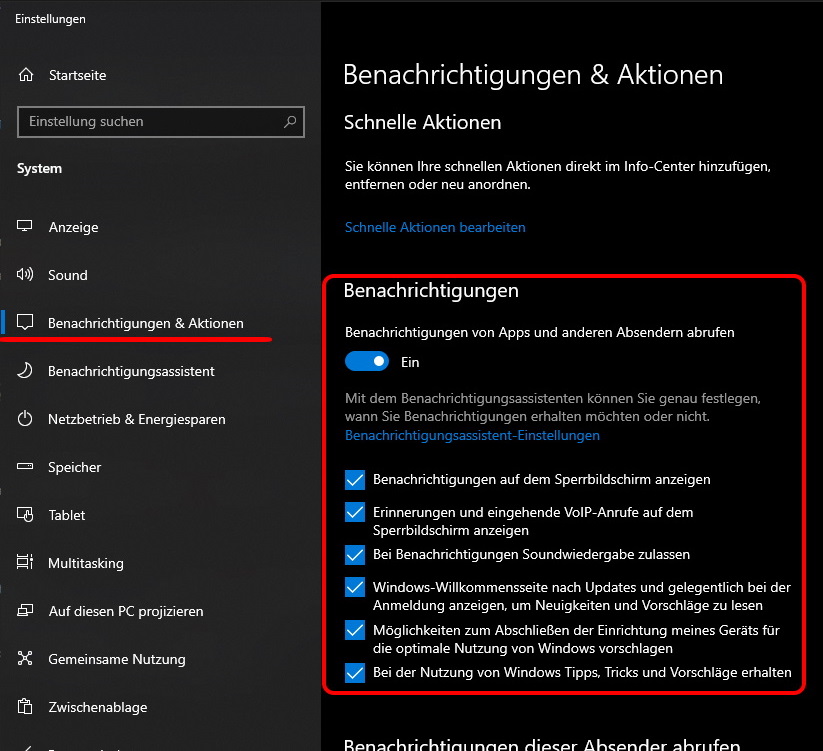 Einstellungen
Startseite
Einstellung suchen
System
Anzeige
Sound
Benachrichtigungen & Aktionen
Benachrichtigungsassistent
Netzbetrieb & Energiesparen
Speicher
Tablet
Multitasking
Auf diesen PC projizieren
Gemeinsame Nutzung
Zwischenablage
Benachrichtigungen & Aktionen
Schnelle Aktionen
Sie können Ihre schnellen Aktionen direkt im Info-Center hinzufügen,
entfernen oder neu anordnen.
Schnelle Aktionen bearbeiten
Benachrichtigungen
Benachrichtigungen von Apps und anderen Absendern abrufen
Ein
Mit dem Benachrichtigungsassistenten können Sie genau festlegen,
wann Sie Benachrichtigungen erhalten möchten oder nicht.
Benachrichtigungsassistent-Einstellungen
Benachrichtigungen auf dem Sperrbildschirm anzeigen
Erinnerungen und eingehende VoIP-Anrufe auf dem
Sperrbildschirm anzeigen
Bei Benachrichtigungen Soundwiedergabe zulassen
Windows-Willkommensseite nach Updates und gelegentlich bei der
Anmeldung anzeigen, um Neuigkeiten und Vorschläge zu lesen
Möglichkeiten zum Abschließen der Einrichtung meines Geräts für
die optimale Nutzung von Windows vorschlagen
Bei der Nutzung von Windows Tipps, Tricks und Vorschläge erhalten
Benachrichtigungen dieser Absender abrufen